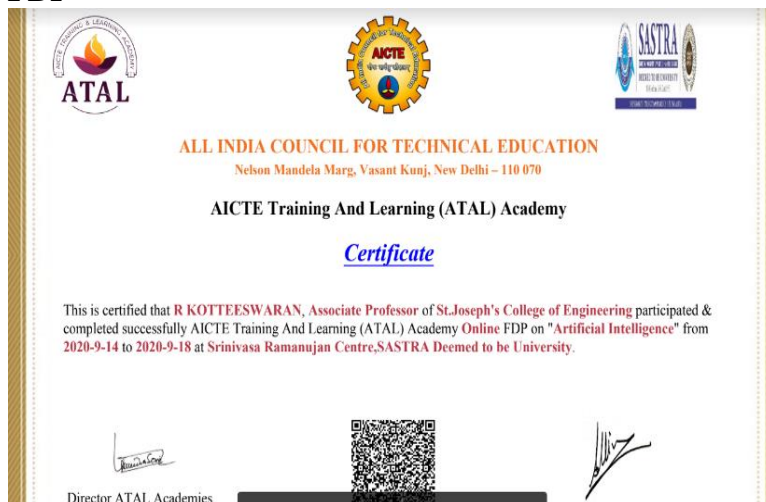 ATAL
AICTE
SASTRA
ALL INDIA COUNCIL FOR TECHNICAL EDUCATION
Nelson Mandela Marg, Vasant Kunj, New Delhi – 110 070
AICTE Training And Learning (ATAL) Academy
Certificate
This is certified that R KOTTEESWARAN, Associate Professor of St.Joseph's College of Engineering participated &
completed successfully AICTE Training And Learning (ATAL) Academy Online FDP on "Artificial Intelligence" from
2020-9-14 to 2020-9-18 at Srinivasa Ramanujan Centre,SASTRA Deemed to be University.
Director ATAL Academies